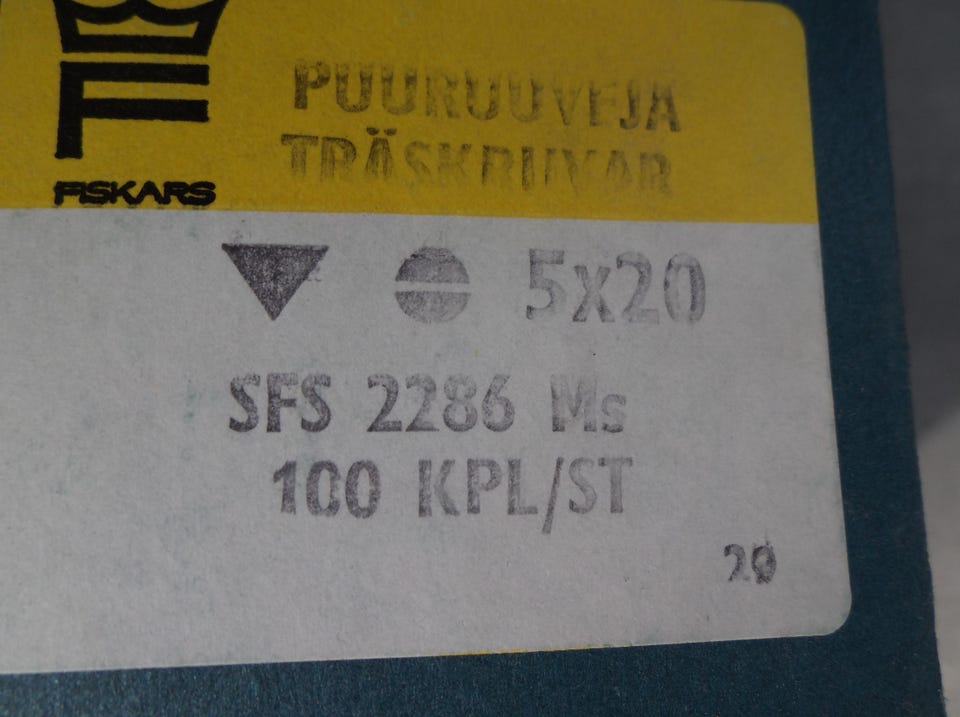 F
FISKARS
PUURUUVEJA
TRÄSKRUVAR
5x20
SFS 2286 Ms
100 KPL/ST
20